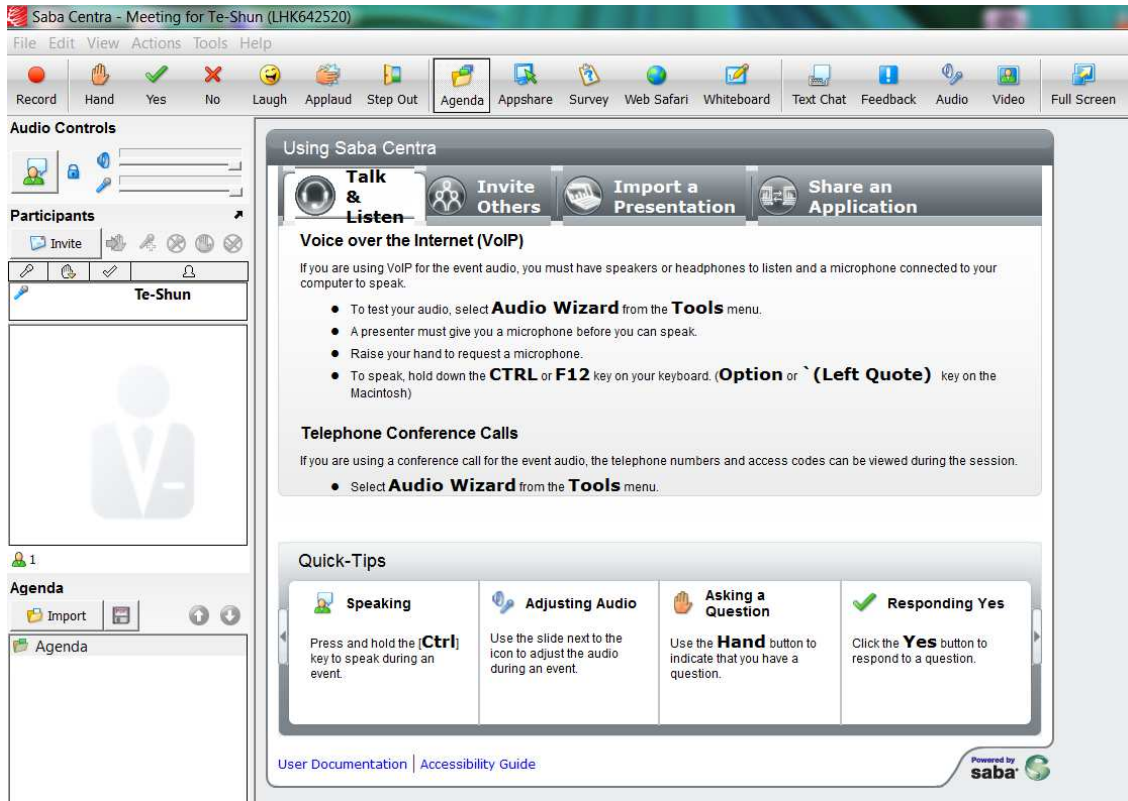 Saba Centra - Meeting for Te-Shun (LHK642520)
File Edit View Actions Tools Help
Record Hand Yes No Laugh Applaud Step Out Agenda Appshare Survey Web Safari Whiteboard Text Chat Feedback Audio Video Full Screen
Audio Controls
Participants
Invite
Te-Shun
1
Agenda
Import
Agenda
Using Saba Centra
Talk & Listen
Invite Others
Import a Presentation
Share an Application
Voice over the Internet (VoIP)
If you are using VoIP for the event audio, you must have speakers or headphones to listen and a microphone connected to your
computer to speak.
● To test your audio, select Audio Wizard from the Tools menu.
● A presenter must give you a microphone before you can speak.
● Raise your hand to request a microphone.
● To speak, hold down the CTRL or F12 key on your keyboard. (Option or `(Left Quote) key on the
Macintosh)
Telephone Conference Calls
If you are using a conference call for the event audio, the telephone numbers and access codes can be viewed during the session.
● Select Audio Wizard from the Tools menu.
Quick-Tips
Speaking
Press and hold the [Ctrl]
key to speak during an
event.
Adjusting Audio
Use the slide next to the
icon to adjust the audio
during an event.
Asking a
Question
Use the Hand button to
indicate that you have a
question.
Responding Yes
Click the Yes button to
respond to a question.
User Documentation | Accessibility Guide
Powered by
saba